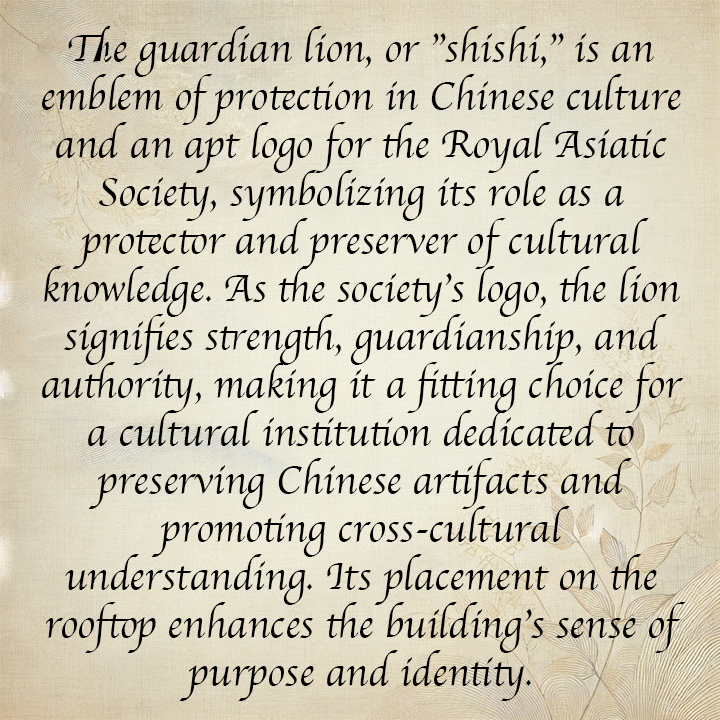 The guardian lion, or "shishi," is an
emblem of protection in Chinese culture
and an apt logo for the Royal Asiatic
Society, symbolizing its role as a
protector and preserver of cultural
knowledge. As the society's logo, the lion
signifies strength, guardianship, and
authority, making it a fitting choice for
a cultural institution dedicated to
preserving Chinese artifacts and
promoting cross-cultural
understanding. Its placement on the
rooftop enhances the building's sense of
purpose and identity.